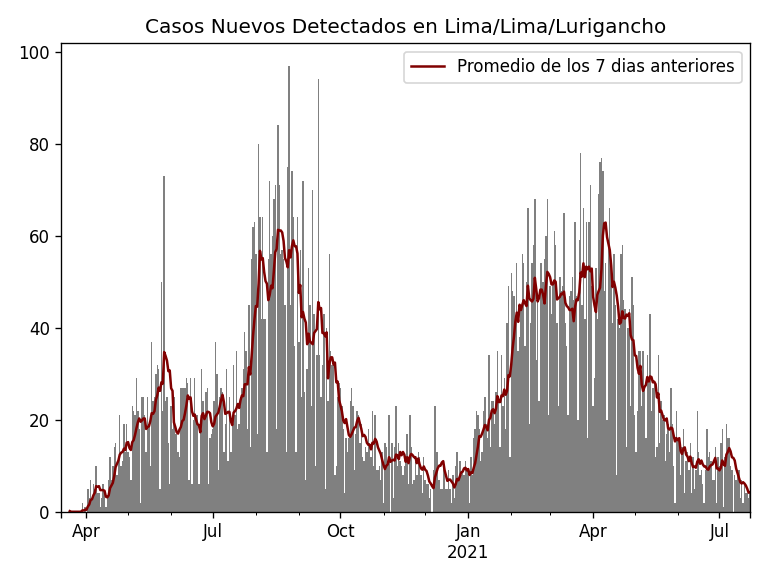 Casos Nuevos Detectados en Lima/Lima/Lurigancho
Promedio de los 7 dias anteriores
100
80
60
40
20
0
Apr Jul Oct Jan Apr Jul
2021